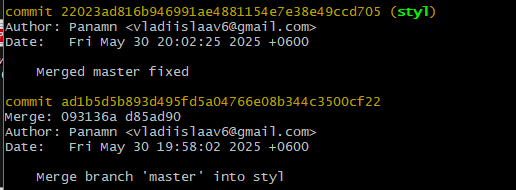 commit 22023ad816b946991ae4881154e7e38e49ccd705 (styl)
Author: Panamn <vladiislaav6@gmail.com>
Date:   Fri May 30 20:02:25 2025 +0600
Merged master fixed
commit ad1b5d5b893d495fd5a04766e08b344c3500cf22
Merge: 093136a d85ad90
Author: Panamn <vladiislaav6@gmail.com>
Date:   Fri May 30 19:58:02 2025 +0600
Merge branch 'master' into styl